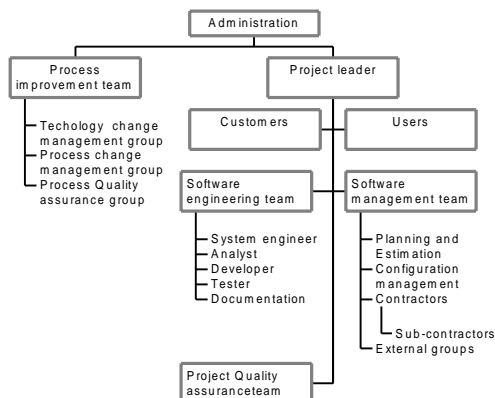 Administration
Process
improvement team
Project leader
Techology change
management group
Process change
management group
Process Quality
assurance group
Customers
Users
Software
engineering team
Software
management team
System engineer
Analyst
Developer
Tester
Documentation
Planning and
Estimation
Configuration
management
Contractors
Sub-contractors
External groups
Project Quality
assuranceteam